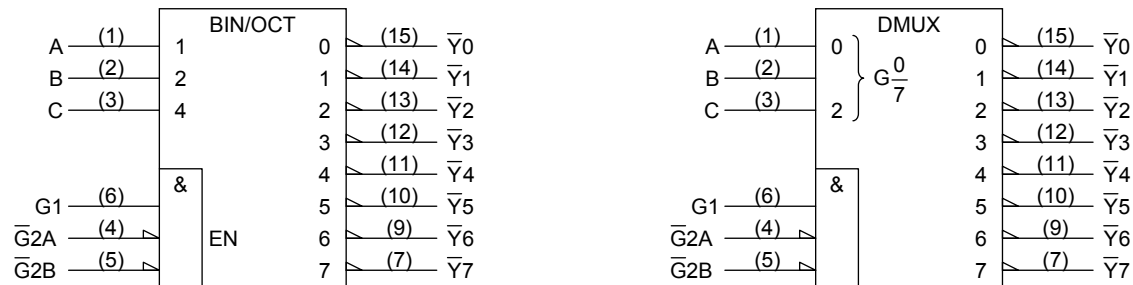 BIN/OCT
A (1) 1 0 (15) Y̅0
B (2) 2 1 (14) Y̅1
C (3) 4 2 (13) Y̅2
3 (12) Y̅3
4 (11) Y̅4
&
G1 (6) 5 (10) Y̅5
G̅2A (4) EN 6 (9) Y̅6
G̅2B (5) 7 (7) Y̅7
DMUX
A (1) 0 0 (15) Y̅0
B (2) G 0/7 1 (14) Y̅1
C (3) 2 2 (13) Y̅2
3 (12) Y̅3
4 (11) Y̅4
&
G1 (6) 5 (10) Y̅5
G̅2A (4) 6 (9) Y̅6
G̅2B (5) 7 (7) Y̅7